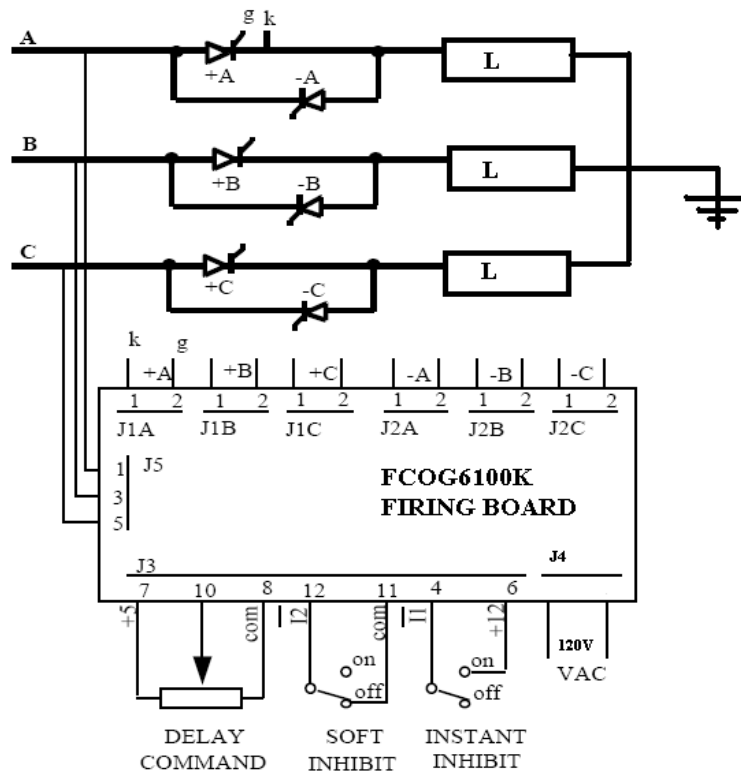 g k
A
+A -A L
B
+B -B L
C
+C -C L
k g
+A +B +C -A -B -C
1 2 1 2 1 2 1 2 1 2 1 2
J1A J1B J1C J2A J2B J2C
1 J5
3
5
FCOG6100K
FIRING BOARD
J3 J4
7 10 8 12 11 4 6
+5 com I2 com I1 +12
120V
VAC
on on
off off
DELAY COMMAND
SOFT INHIBIT
INSTANT INHIBIT